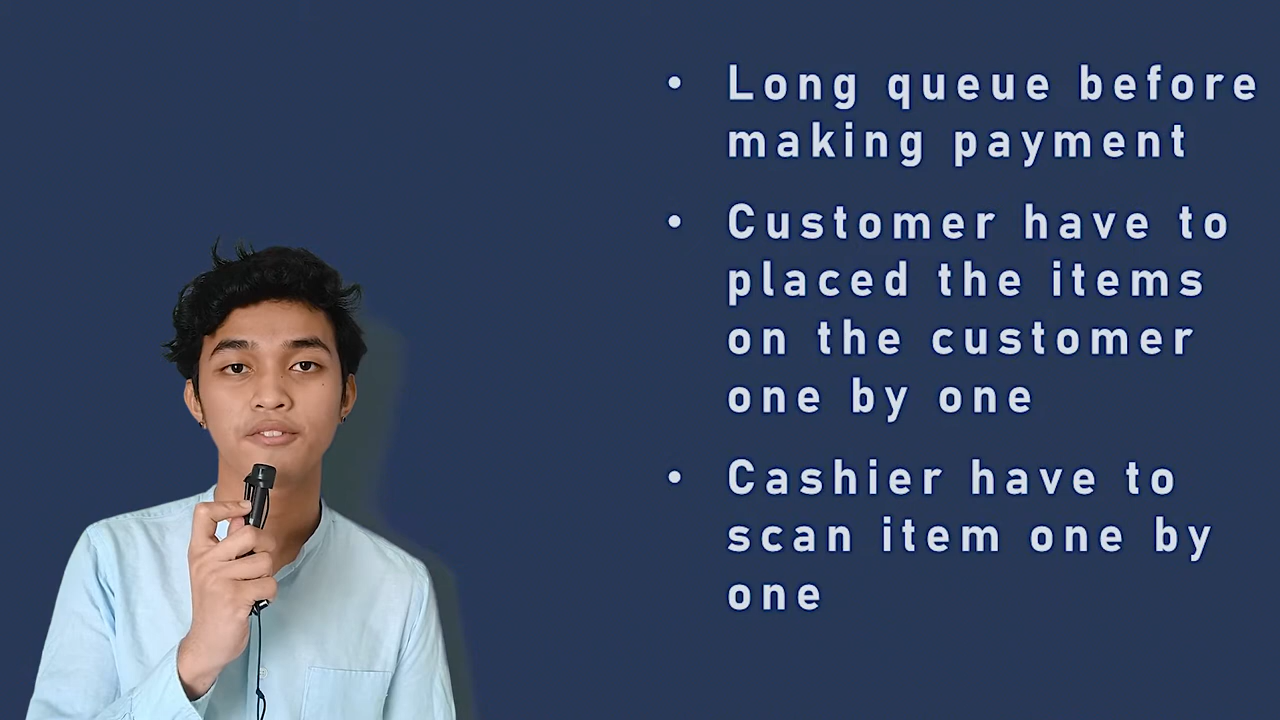 • Long queue before
making payment
• Customer have to
placed the items
on the customer
one by one
• Cashier have to
scan item one by
one